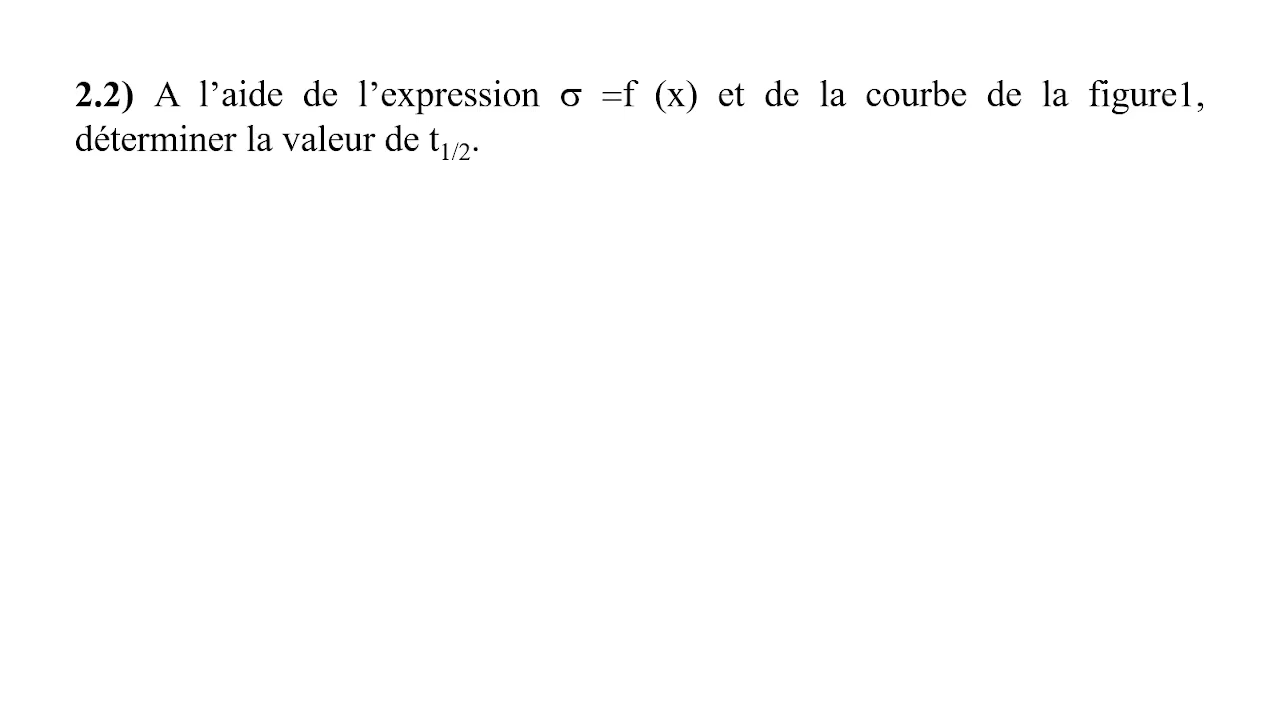 2.2) A l’aide de l’expression σ =f (x) et de la courbe de la figure1,
déterminer la valeur de t1/2.